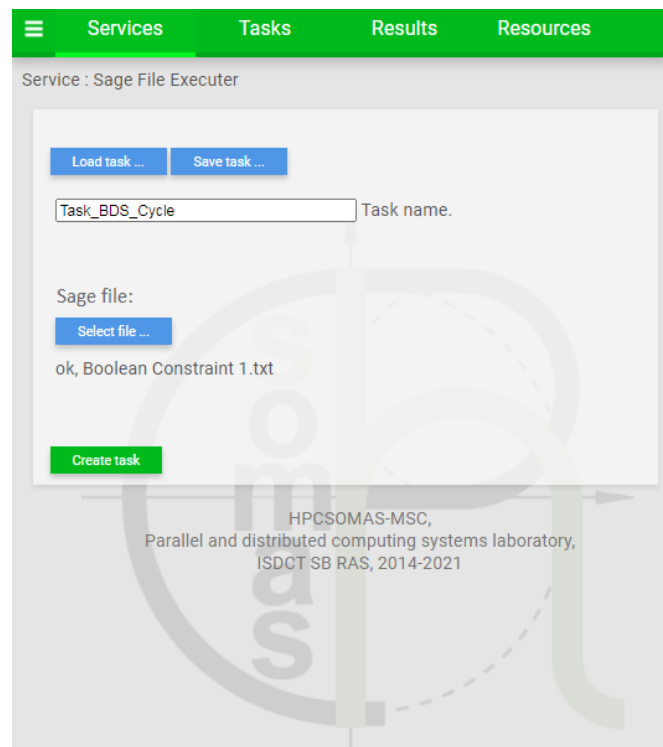 Services Tasks Results Resources
Service : Sage File Executer
Load task ... Save task ...
Task_BDS_Cycle Task name.
Sage file:
Select file ...
ok, Boolean Constraint 1.txt
Create task
HPCSOMAS-MSC,
Parallel and distributed computing systems laboratory,
ISDCT SB RAS, 2014-2021
somas